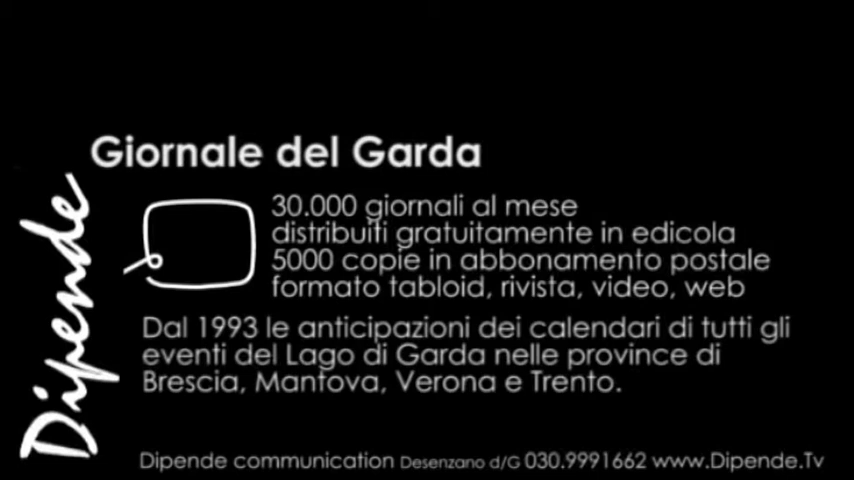 Giornale del Garda
Dipende
30.000 giornali al mese
distribuiti gratuitamente in edicola
5000 copie in abbonamento postale
formato tabloid, rivista, video, web
Dal 1993 le anticipazioni dei calendari di tutti gli
eventi del Lago di Garda nelle province di
Brescia, Mantova, Verona e Trento.
Dipende communication Desenzano d/G 030.9991662 www.Dipende.Tv